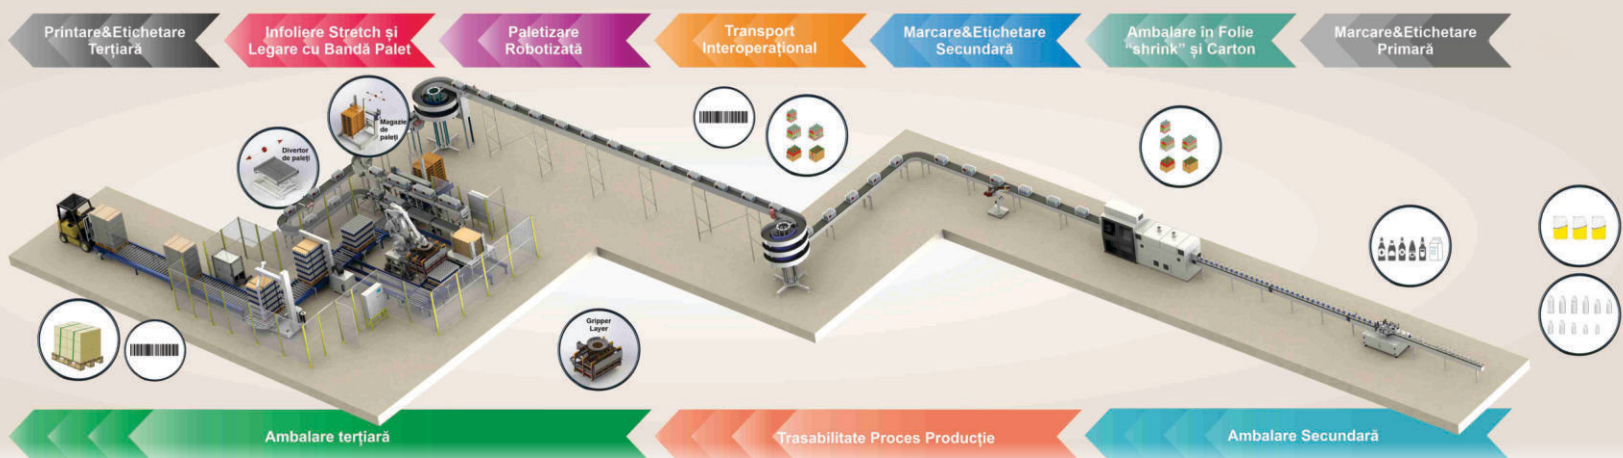 Printare&Etichetare
Terțiară
Infoliere Stretch și
Legare cu Bandă Palet
Paletizare
Robotizată
Transport
Interoperațional
Marcare&Etichetare
Secundară
Ambalare în Folie
“shrink” și Carton
Marcare&Etichetare
Primară
Magazie
de
paleți
Divertor
de paleți
Gripper
Layer
Ambalare terțiară
Trasabilitate Proces Producție
Ambalare Secundară